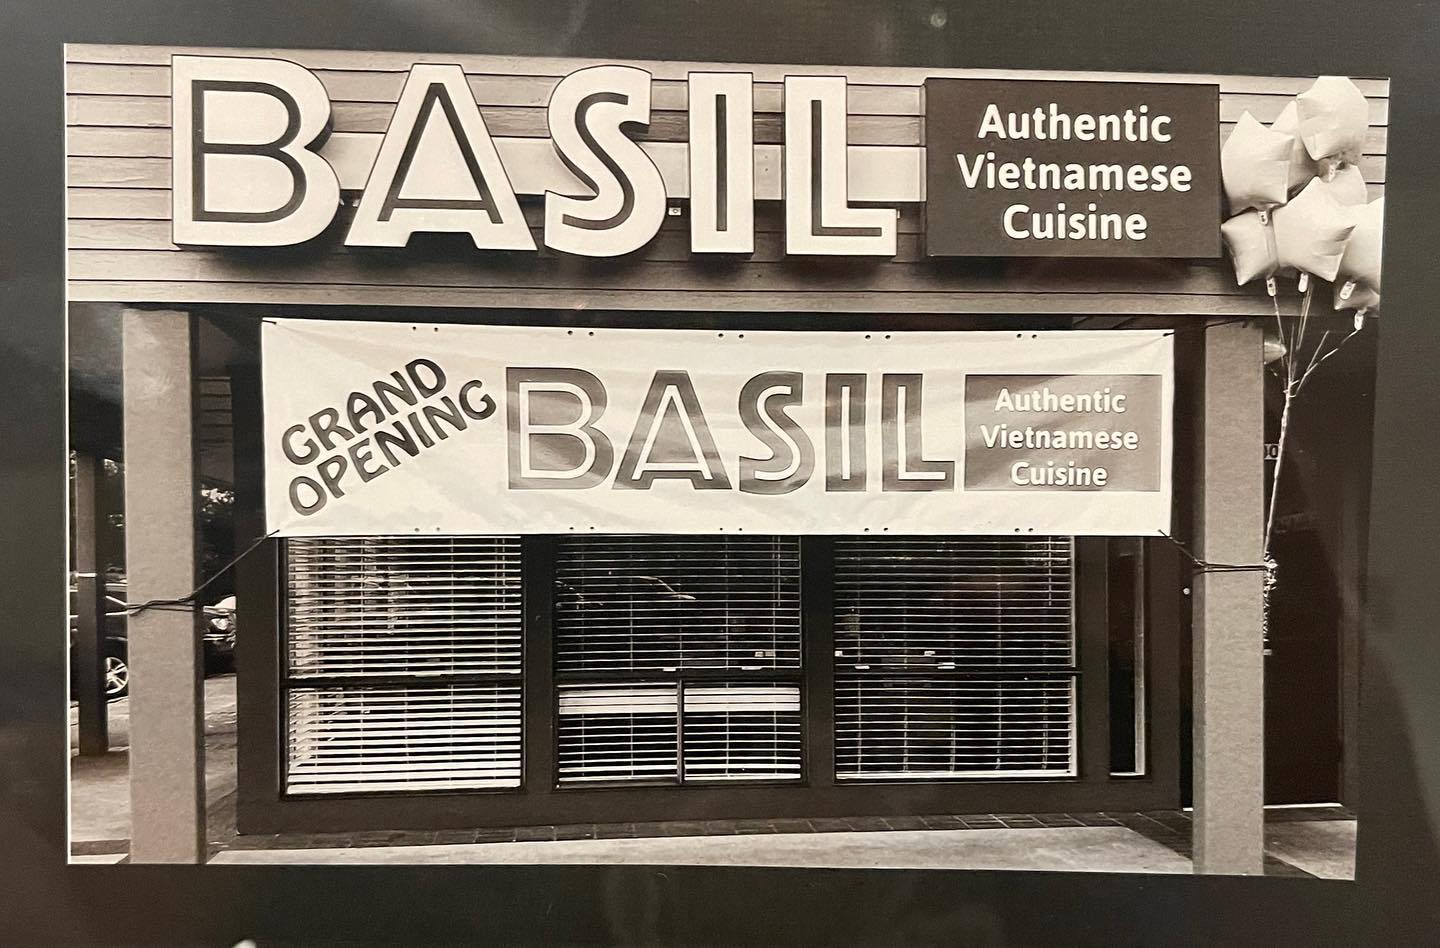 BASIL
Authentic
Vietnamese
Cuisine
GRAND
OPENING
BASIL
Authentic
Vietnamese
Cuisine